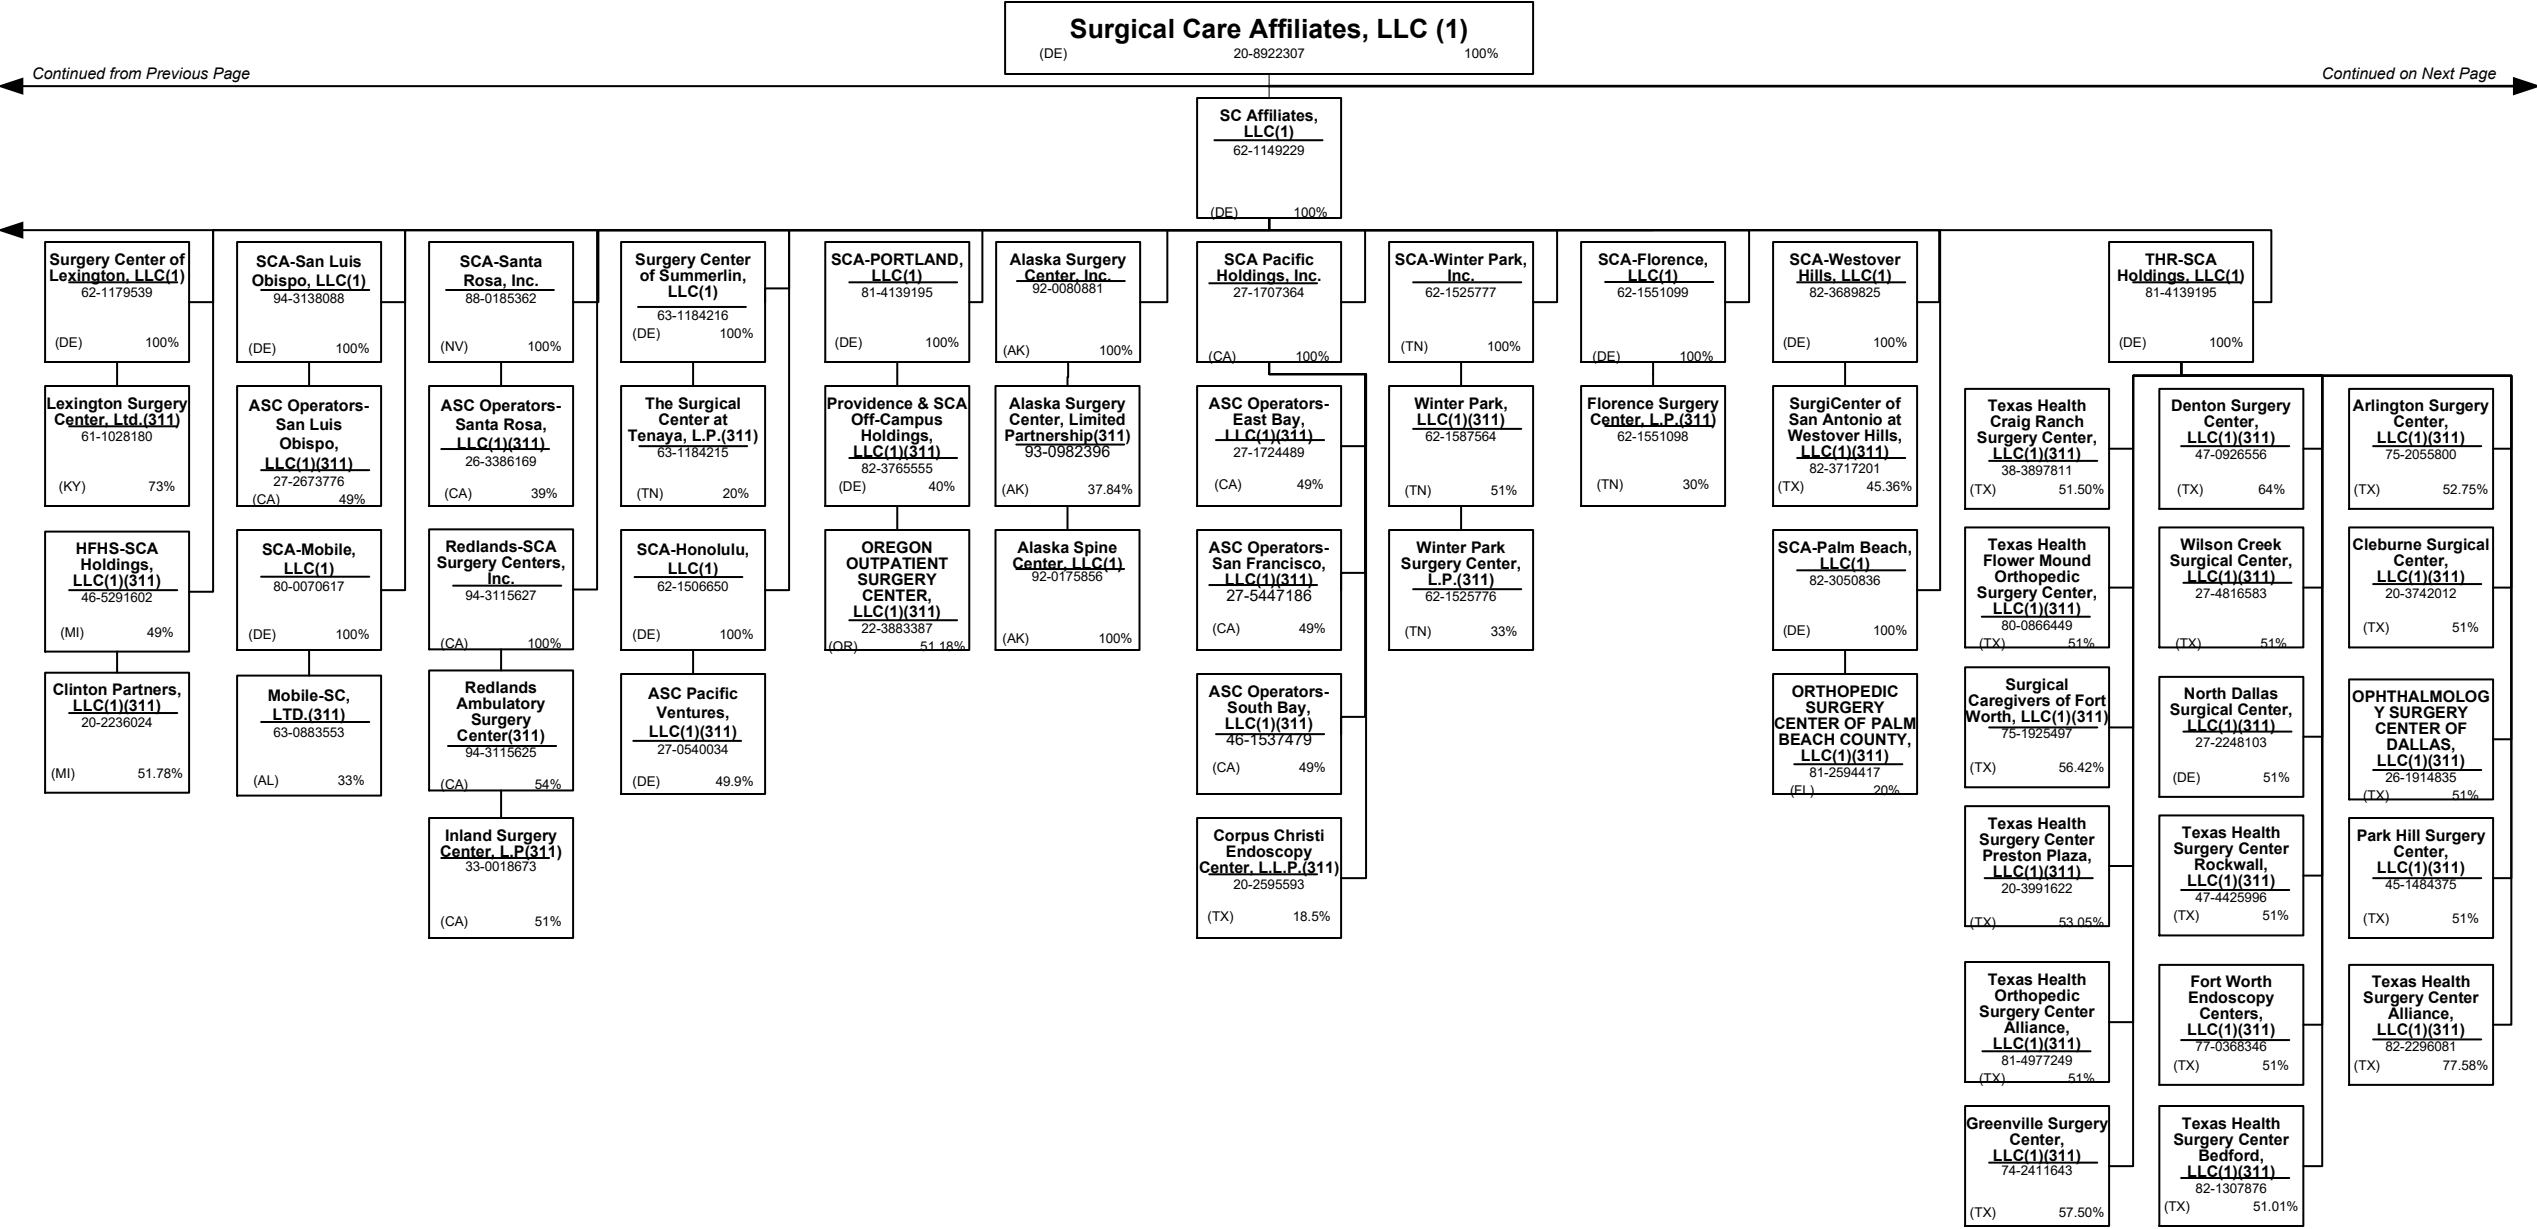 Surgical Care Affiliates, LLC (1)
(DE) 20-8922307 100%
Continued from Previous Page
Continued on Next Page
SC Affiliates,
LLC(1)
62-1149229
(DE) 100%
Surgery Center of
Lexington, LLC(1)
62-1179539
(DE) 100%
SCA-San Luis
Obispo, LLC(1)
94-3138088
(DE) 100%
SCA-Santa
Rosa, Inc.
88-0185362
(NV) 100%
Surgery Center
of Summerlin,
LLC(1)
63-1184216
(DE) 100%
SCA-PORTLAND,
LLC(1)
81-4139195
(DE) 100%
Alaska Surgery
Center, Inc.
92-0080881
(AK) 100%
SCA Pacific
Holdings, Inc.
27-1707364
(CA) 100%
SCA-Winter Park,
Inc.
62-1525777
(TN) 100%
SCA-Florence,
LLC(1)
62-1551099
(DE) 100%
SCA-Westover
Hills, LLC(1)
82-3689825
(DE) 100%
THR-SCA
Holdings, LLC(1)
81-4139195
(DE) 100%
Lexington Surgery
Center, Ltd.(311)
61-1028180
(KY) 73%
ASC Operators-
San Luis
Obispo,
LLC(1)(311)
27-2673776
(CA) 49%
ASC Operators-
Santa Rosa,
LLC(1)(311)
26-3386169
(CA) 39%
The Surgical
Center at
Tenaya, L.P.(311)
63-1184215
(TN) 20%
Providence & SCA
Off-Campus
Holdings,
LLC(1)(311)
82-3765555
(DE) 40%
Alaska Surgery
Center, Limited
Partnership(311)
93-0982396
(AK) 37.84%
ASC Operators-
East Bay,
LLC(1)(311)
27-1724489
(CA) 49%
Winter Park,
LLC(1)(311)
62-1587564
(TN) 51%
Florence Surgery
Center, L.P.(311)
62-1551098
(TN) 30%
SurgiCenter of
San Antonio at
Westover Hills,
LLC(1)(311)
82-3717201
(TX) 45.36%
Texas Health
Craig Ranch
Surgery Center,
LLC(1)(311)
38-3897811
(TX) 51.50%
Denton Surgery
Center,
LLC(1)(311)
47-0926556
(TX) 64%
Arlington Surgery
Center,
LLC(1)(311)
75-2055800
(TX) 52.75%
HFHS-SCA
Holdings,
LLC(1)(311)
46-5291602
(MI) 49%
SCA-Mobile,
LLC(1)
80-0070617
(DE) 100%
Redlands-SCA
Surgery Centers,
Inc.
94-3115627
(CA) 100%
SCA-Honolulu,
LLC(1)
62-1506650
(DE) 100%
OREGON
OUTPATIENT
SURGERY
CENTER,
LLC(1)(311)
22-3883387
(OR) 51.18%
Alaska Spine
Center, LLC(1)
92-0175856
(AK) 100%
ASC Operators-
San Francisco,
LLC(1)(311)
27-5447186
(CA) 49%
Winter Park
Surgery Center,
L.P.(311)
62-1525776
(TN) 33%
SCA-Palm Beach,
LLC(1)
82-3050836
(DE) 100%
Texas Health
Flower Mound
Orthopedic
Surgery Center,
LLC(1)(311)
80-0866449
(TX) 51%
Wilson Creek
Surgical Center,
LLC(1)(311)
27-4816583
(TX) 51%
Cleburne Surgical
Center,
LLC(1)(311)
20-3742012
(TX) 51%
Clinton Partners,
LLC(1)(311)
20-2236024
(MI) 51.78%
Mobile-SC,
LTD.(311)
63-0883553
(AL) 33%
Redlands
Ambulatory
Surgery
Center(311)
94-3115625
(CA) 54%
ASC Pacific
Ventures,
LLC(1)(311)
27-0540034
(DE) 49.9%
ASC Operators-
South Bay,
LLC(1)(311)
46-1537479
(CA) 49%
ORTHOPEDIC
SURGERY
CENTER OF PALM
BEACH COUNTY,
LLC(1)(311)
81-2594417
(FL) 20%
Surgical
Caregivers of Fort
Worth, LLC(1)(311)
75-1925497
(TX) 56.42%
North Dallas
Surgical Center,
LLC(1)(311)
27-2248103
(DE) 51%
OPHTHALMOLOG
Y SURGERY
CENTER OF
DALLAS,
LLC(1)(311)
26-1914835
(TX) 51%
Inland Surgery
Center, L.P(311)
33-0018673
(CA) 51%
Corpus Christi
Endoscopy
Center, L.L.P.(311)
20-2595593
(TX) 18.5%
Texas Health
Surgery Center
Preston Plaza,
LLC(1)(311)
20-3991622
(TX) 53.05%
Texas Health
Surgery Center
Rockwall,
LLC(1)(311)
47-4425996
(TX) 51%
Park Hill Surgery
Center,
LLC(1)(311)
45-1484375
(TX) 51%
Texas Health
Orthopedic
Surgery Center
Alliance,
LLC(1)(311)
81-4977249
(TX) 51%
Fort Worth
Endoscopy
Centers,
LLC(1)(311)
77-0368346
(TX) 51%
Texas Health
Surgery Center
Alliance,
LLC(1)(311)
82-2296081
(TX) 77.58%
Greenville Surgery
Center,
LLC(1)(311)
74-2411643
(TX) 57.50%
Texas Health
Surgery Center
Bedford,
LLC(1)(311)
82-1307876
(TX) 51.01%